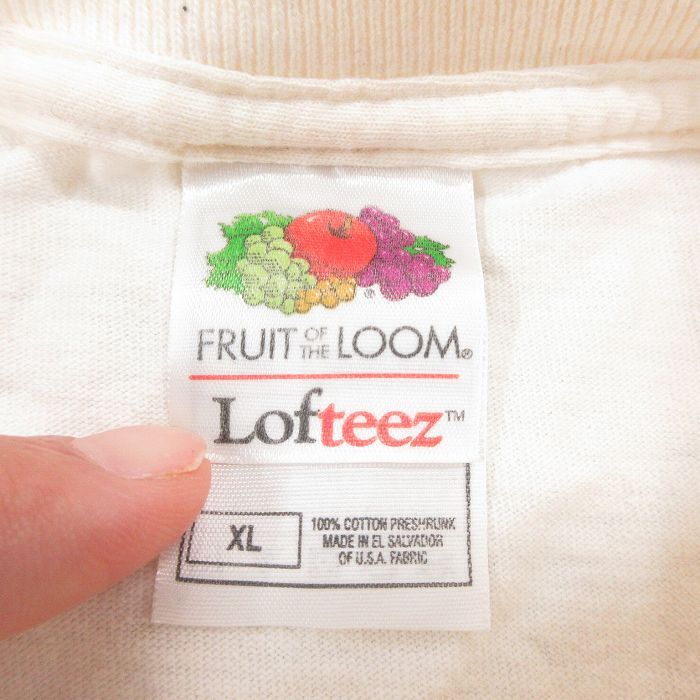 ®
FRUIT OF THE LOOM®
Lofteez™
XL
100% COTTON PRESHRUNK
MADE IN EL SALVADOR
OF U.S.A. FABRIC